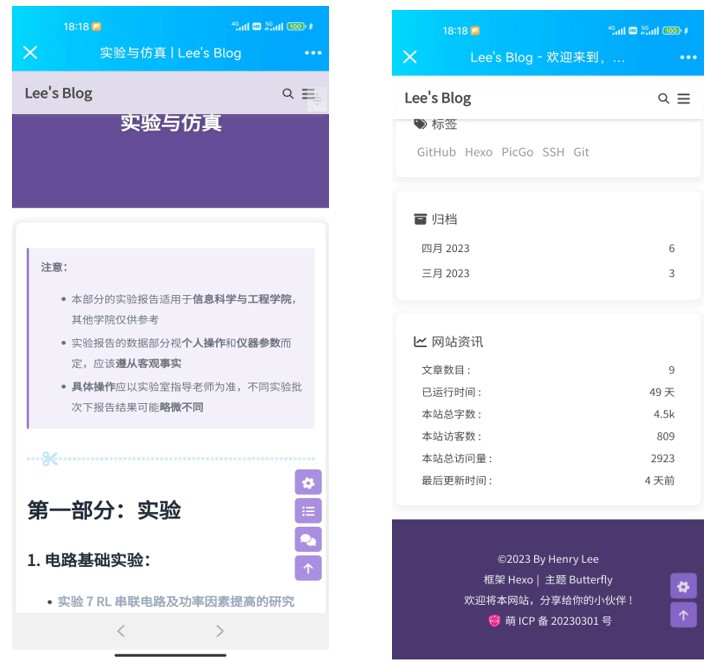 18:18
4G
5G
100
实验与仿真 | Lee's Blog
Lee's Blog
实验与仿真
注意：
本部分的实验报告适用于信息科学与工程学院，
其他学院仅供参考
实验报告的数据部分视个人操作和仪器参数而
定，应该遵从客观事实
具体操作应以实验室指导老师为准，不同实验批
次下报告结果可能略微不同
第一部分：实验
1. 电路基础实验：
实验 7 RL 串联电路及功率因素提高的研究
18:18
4G
5G
100
Lee's Blog - 欢迎来到，...
Lee's Blog
标签
GitHub Hexo PicGo SSH Git
归档
四月 2023 6
三月 2023 3
网站资讯
文章数目 : 9
已运行时间 : 49 天
本站总字数 : 4.5k
本站访客数 : 809
本站总访问量 : 2923
最后更新时间 : 4 天前
©2023 By Henry Lee
框架 Hexo | 主题 Butterfly
欢迎将本网站，分享给你的小伙伴！
萌 ICP 备 20230301 号